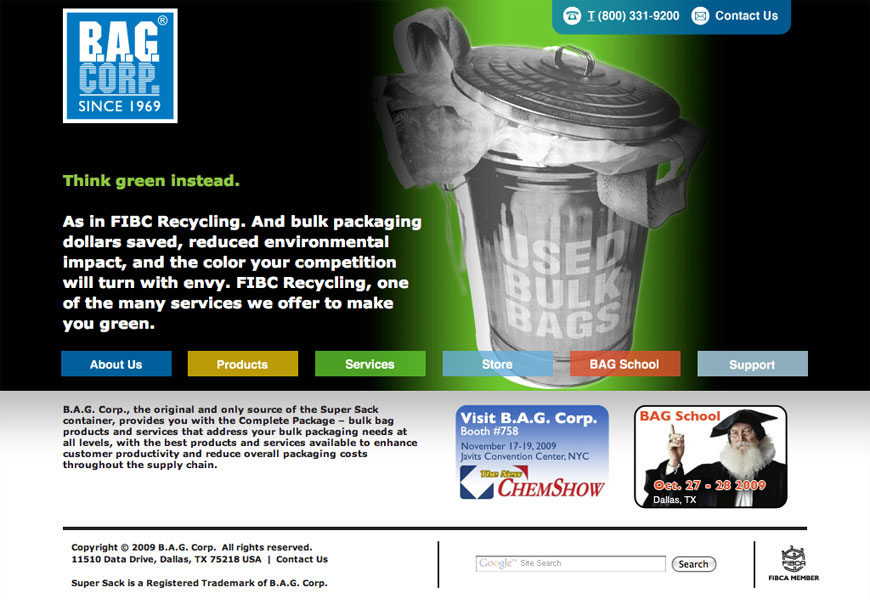 B.A.G.®
CORP.
SINCE 1969
T (800) 331-9200
Contact Us
Think green instead.
As in FIBC Recycling. And bulk packaging
dollars saved, reduced environmental
impact, and the color your competition
will turn with envy. FIBC Recycling, one
of the many services we offer to make
you green.
USED
BULK
BAGS
About Us
Products
Services
Store
BAG School
Support
B.A.G. Corp., the original and only source of the Super Sack
container, provides you with the Complete Package – bulk bag
products and services that address your bulk packaging needs at
all levels, with the best products and services available to enhance
customer productivity and reduce overall packaging costs
throughout the supply chain.
Visit B.A.G. Corp.
Booth #758
November 17-19, 2009
Javits Convention Center, NYC
The New
CHEMSHOW
BAG School
Oct. 27 - 28 2009
Dallas, TX
Copyright © 2009 B.A.G. Corp. All rights reserved.
11510 Data Drive, Dallas, TX 75218 USA | Contact Us
Super Sack is a Registered Trademark of B.A.G. Corp.
Google™ Site Search
Search
FIBCA
FIBCA MEMBER